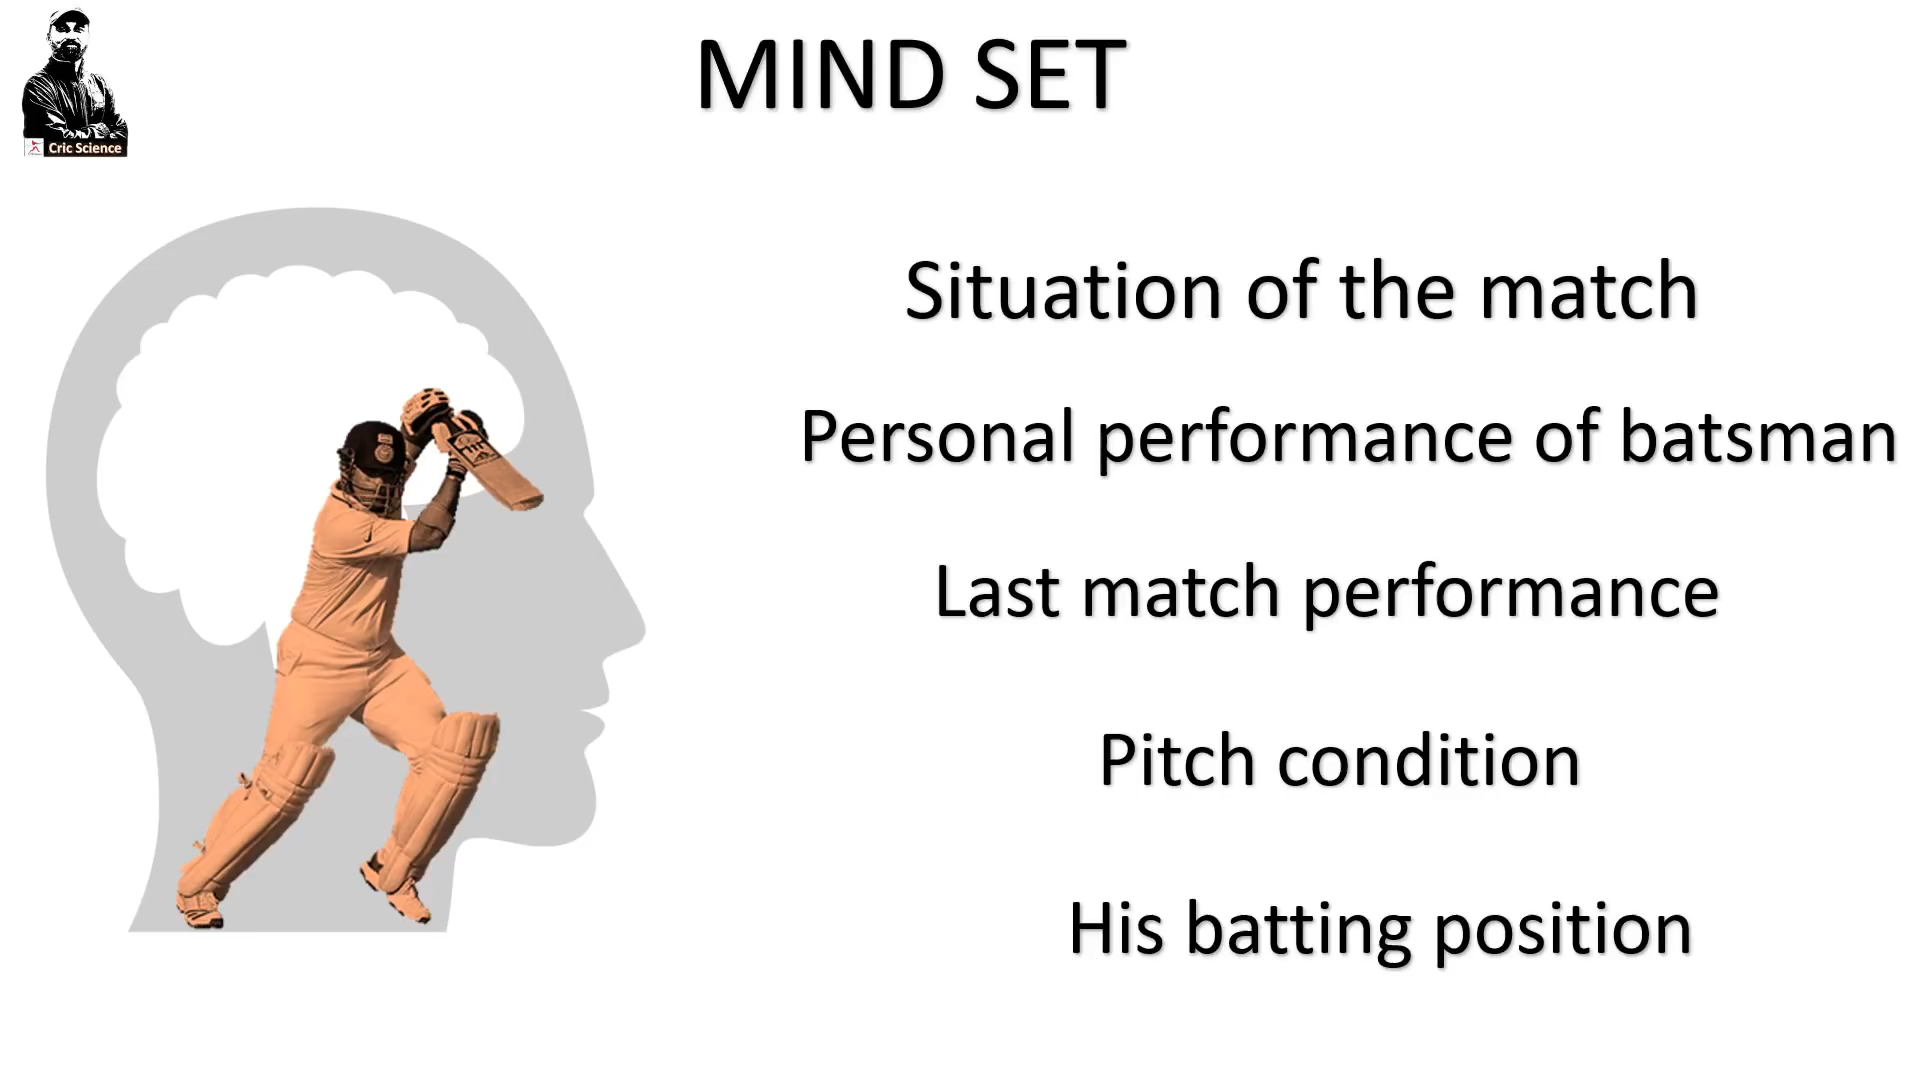 MIND SET
Cric Science
Situation of the match
Personal performance of batsman
Last match performance
Pitch condition
His batting position